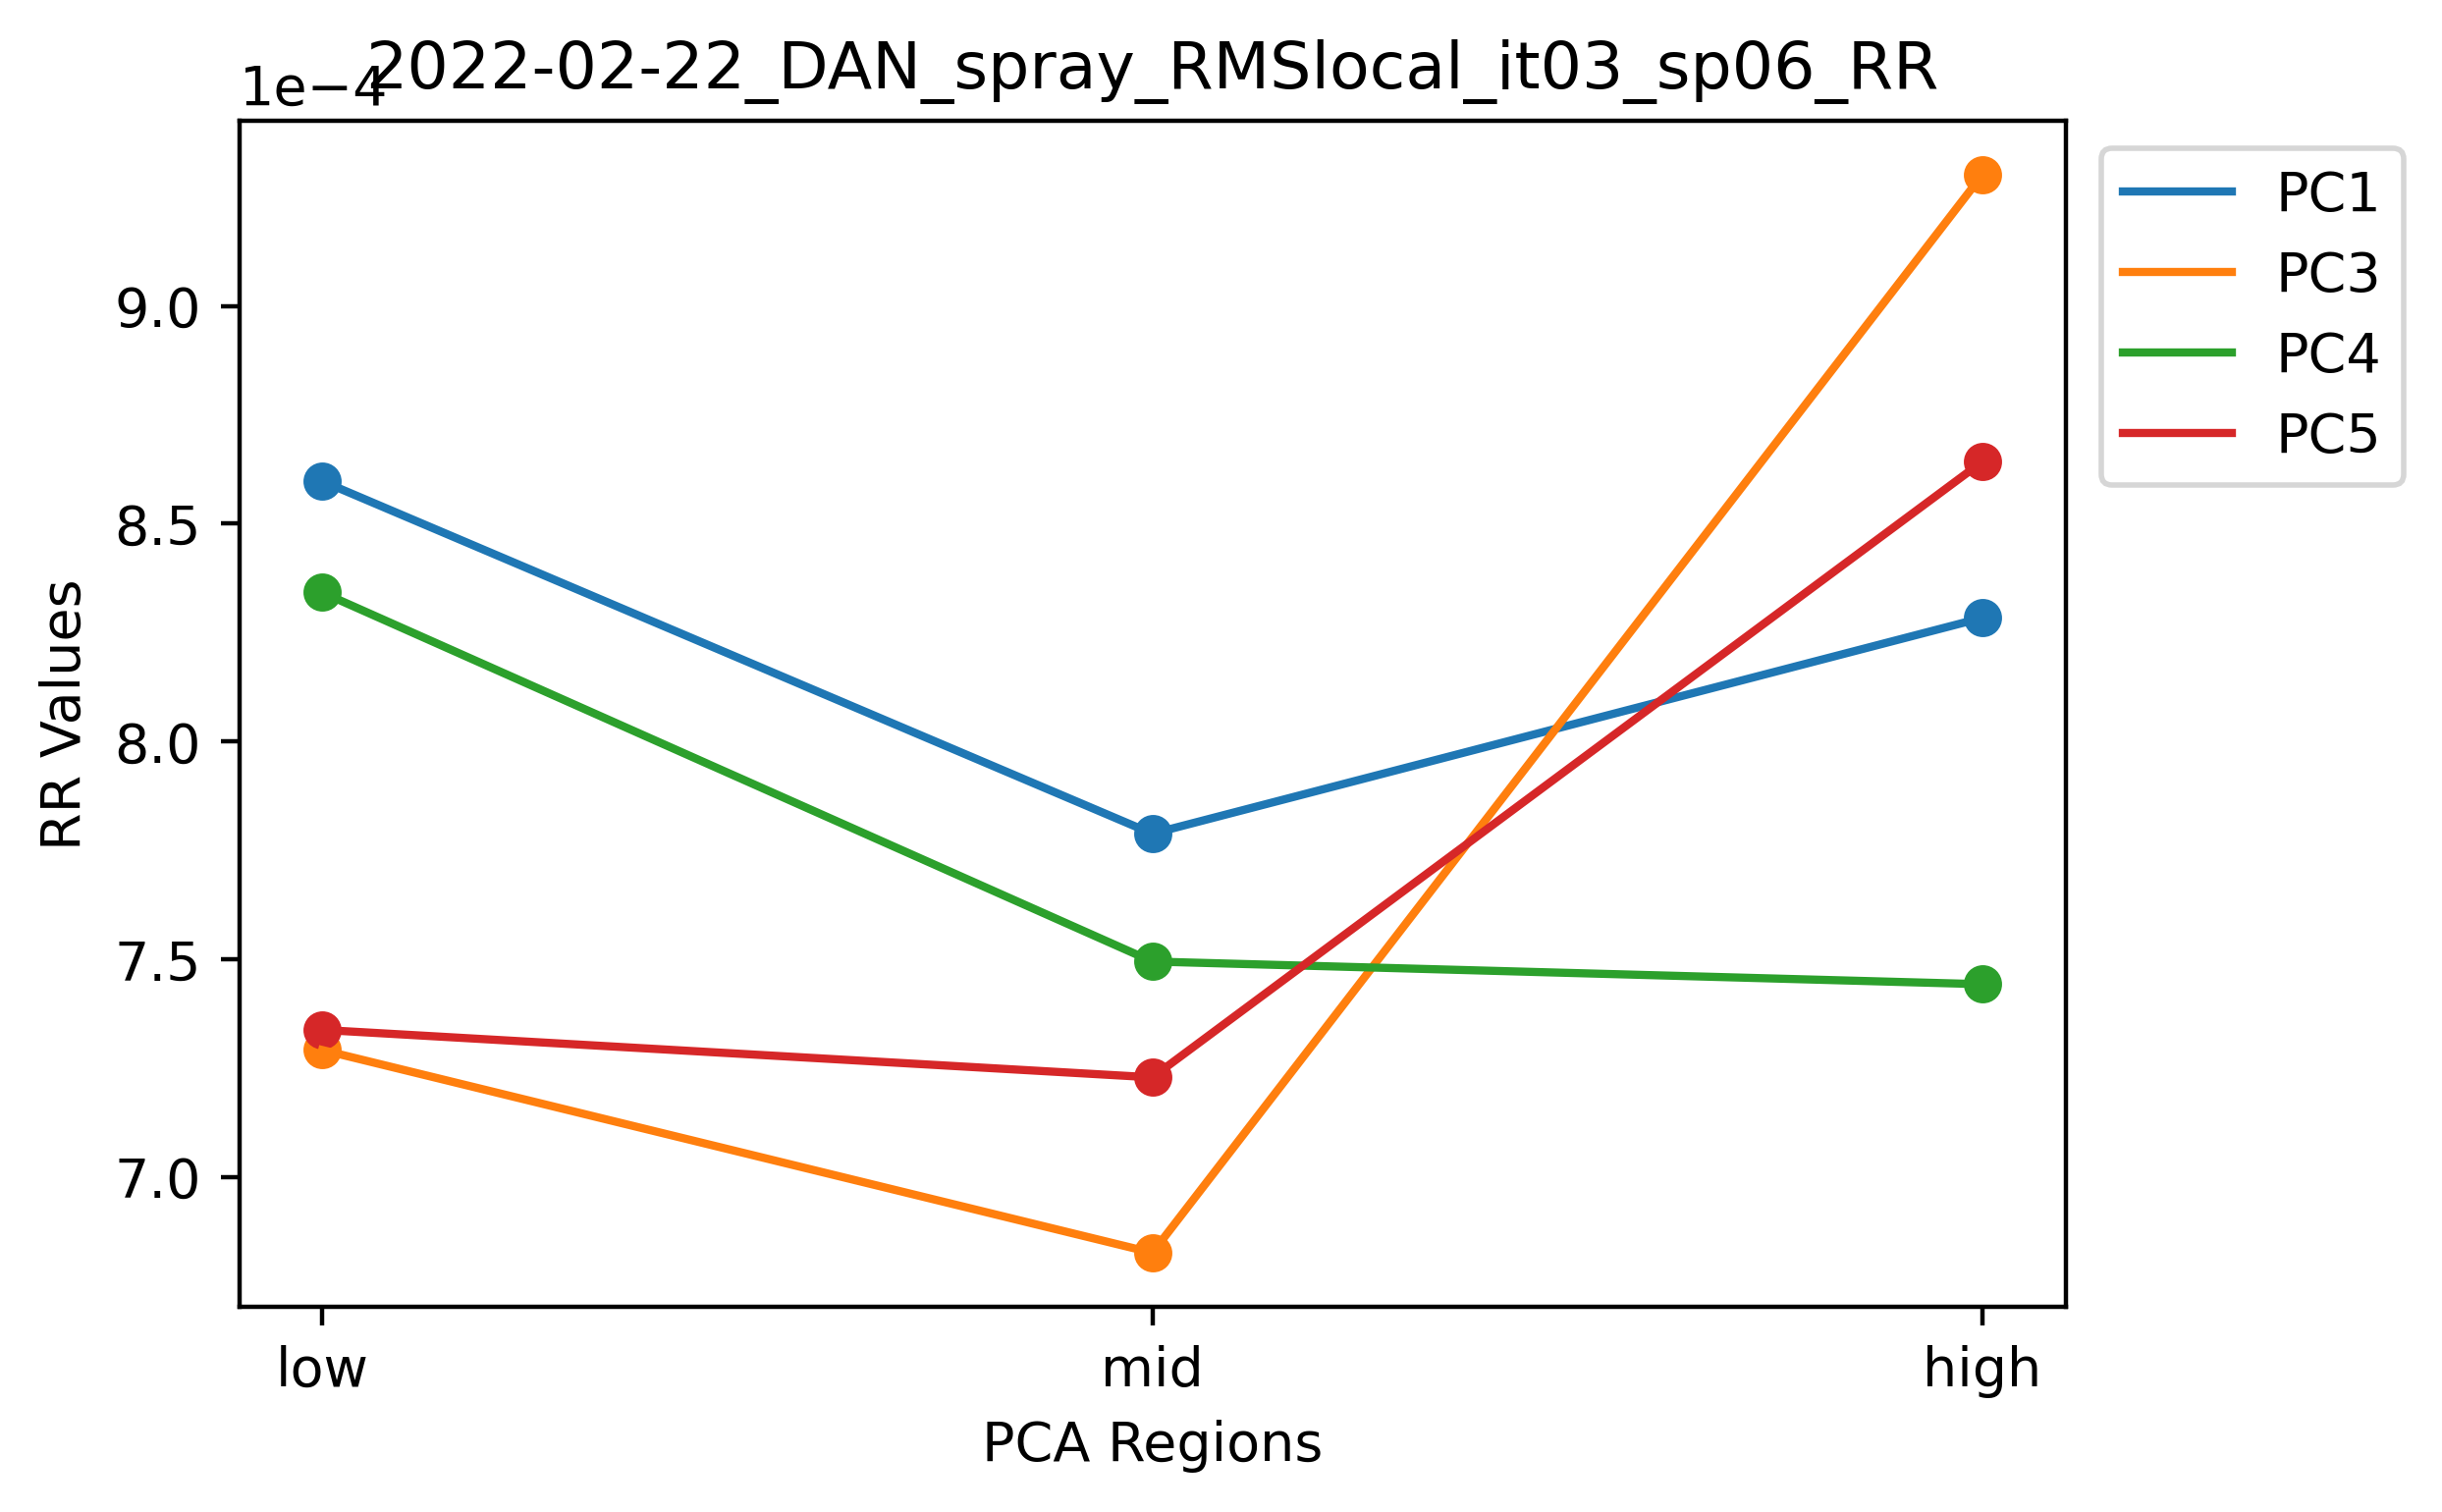 2022-02-22_DAN_spray_RMSlocal_it03_sp06_RR
1e−4
PC1
PC3
PC4
PC5
RR Values
9.0
8.5
8.0
7.5
7.0
low mid high
PCA Regions